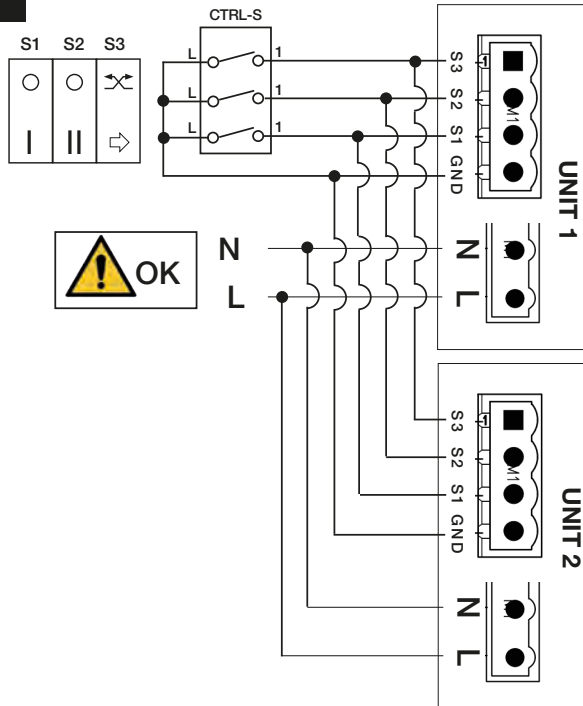 CTRL-S
S1 S2 S3
I II
L 1
L 1
L 1
S3
S2
S1
GND
1
M1
UNIT 1
OK
N
L
N
L
S3
S2
S1
GND
1
M1
UNIT 2
N
L